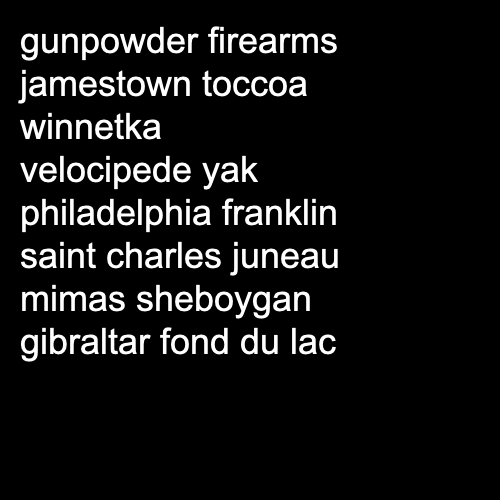 gunpowder firearms
jamestown toccoa
winnetka
velocipede yak
philadelphia franklin
saint charles juneau
mimas sheboygan
gibraltar fond du lac